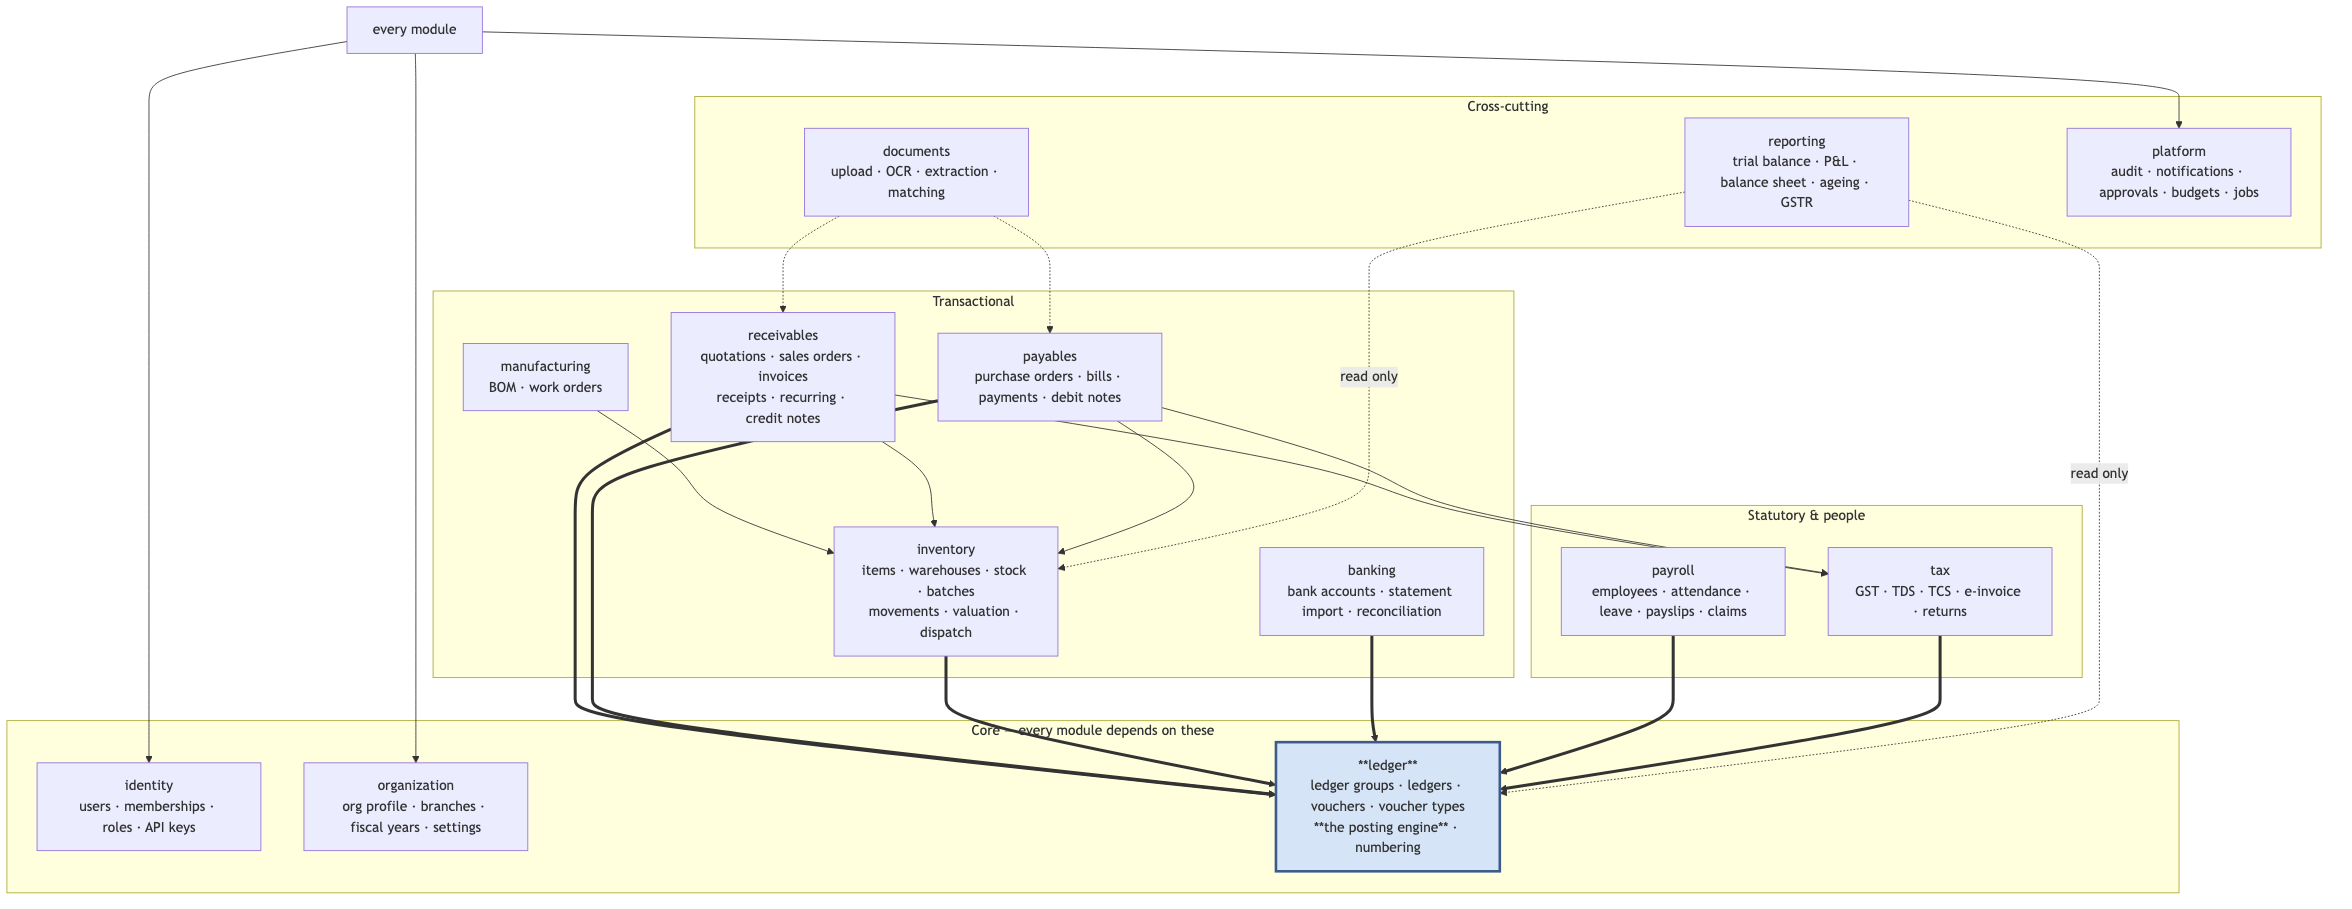 every module
Cross-cutting
documents
upload · OCR · extraction ·
matching
reporting
trial balance · P&L ·
balance sheet · ageing ·
GSTR
platform
audit · notifications ·
approvals · budgets · jobs
Transactional
manufacturing
BOM · work orders
receivables
quotations · sales orders ·
invoices
receipts · recurring ·
credit notes
payables
purchase orders · bills ·
payments · debit notes
read only
read only
inventory
items · warehouses · stock
· batches
movements · valuation ·
dispatch
banking
bank accounts · statement
import · reconciliation
Statutory & people
payroll
employees · attendance ·
leave · payslips · claims
tax
GST · TDS · TCS · e-invoice
· returns
Core — every module depends on these
identity
users · memberships ·
roles · API keys
organization
org profile · branches ·
fiscal years · settings
**ledger**
ledger groups · ledgers ·
vouchers · voucher types
**the posting engine** ·
numbering